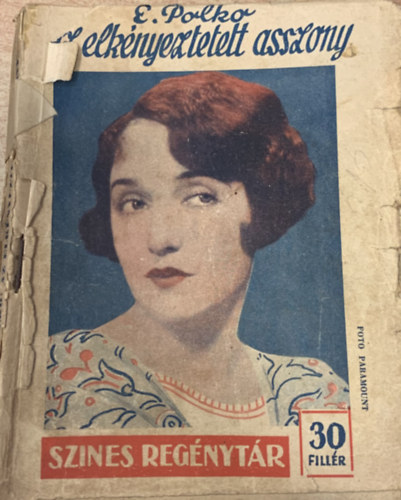 E. Polko
elkényeztetett asszony
FOTO PARAMOUNT
SZINES REGÉNYTÁR
30
FILLÉR